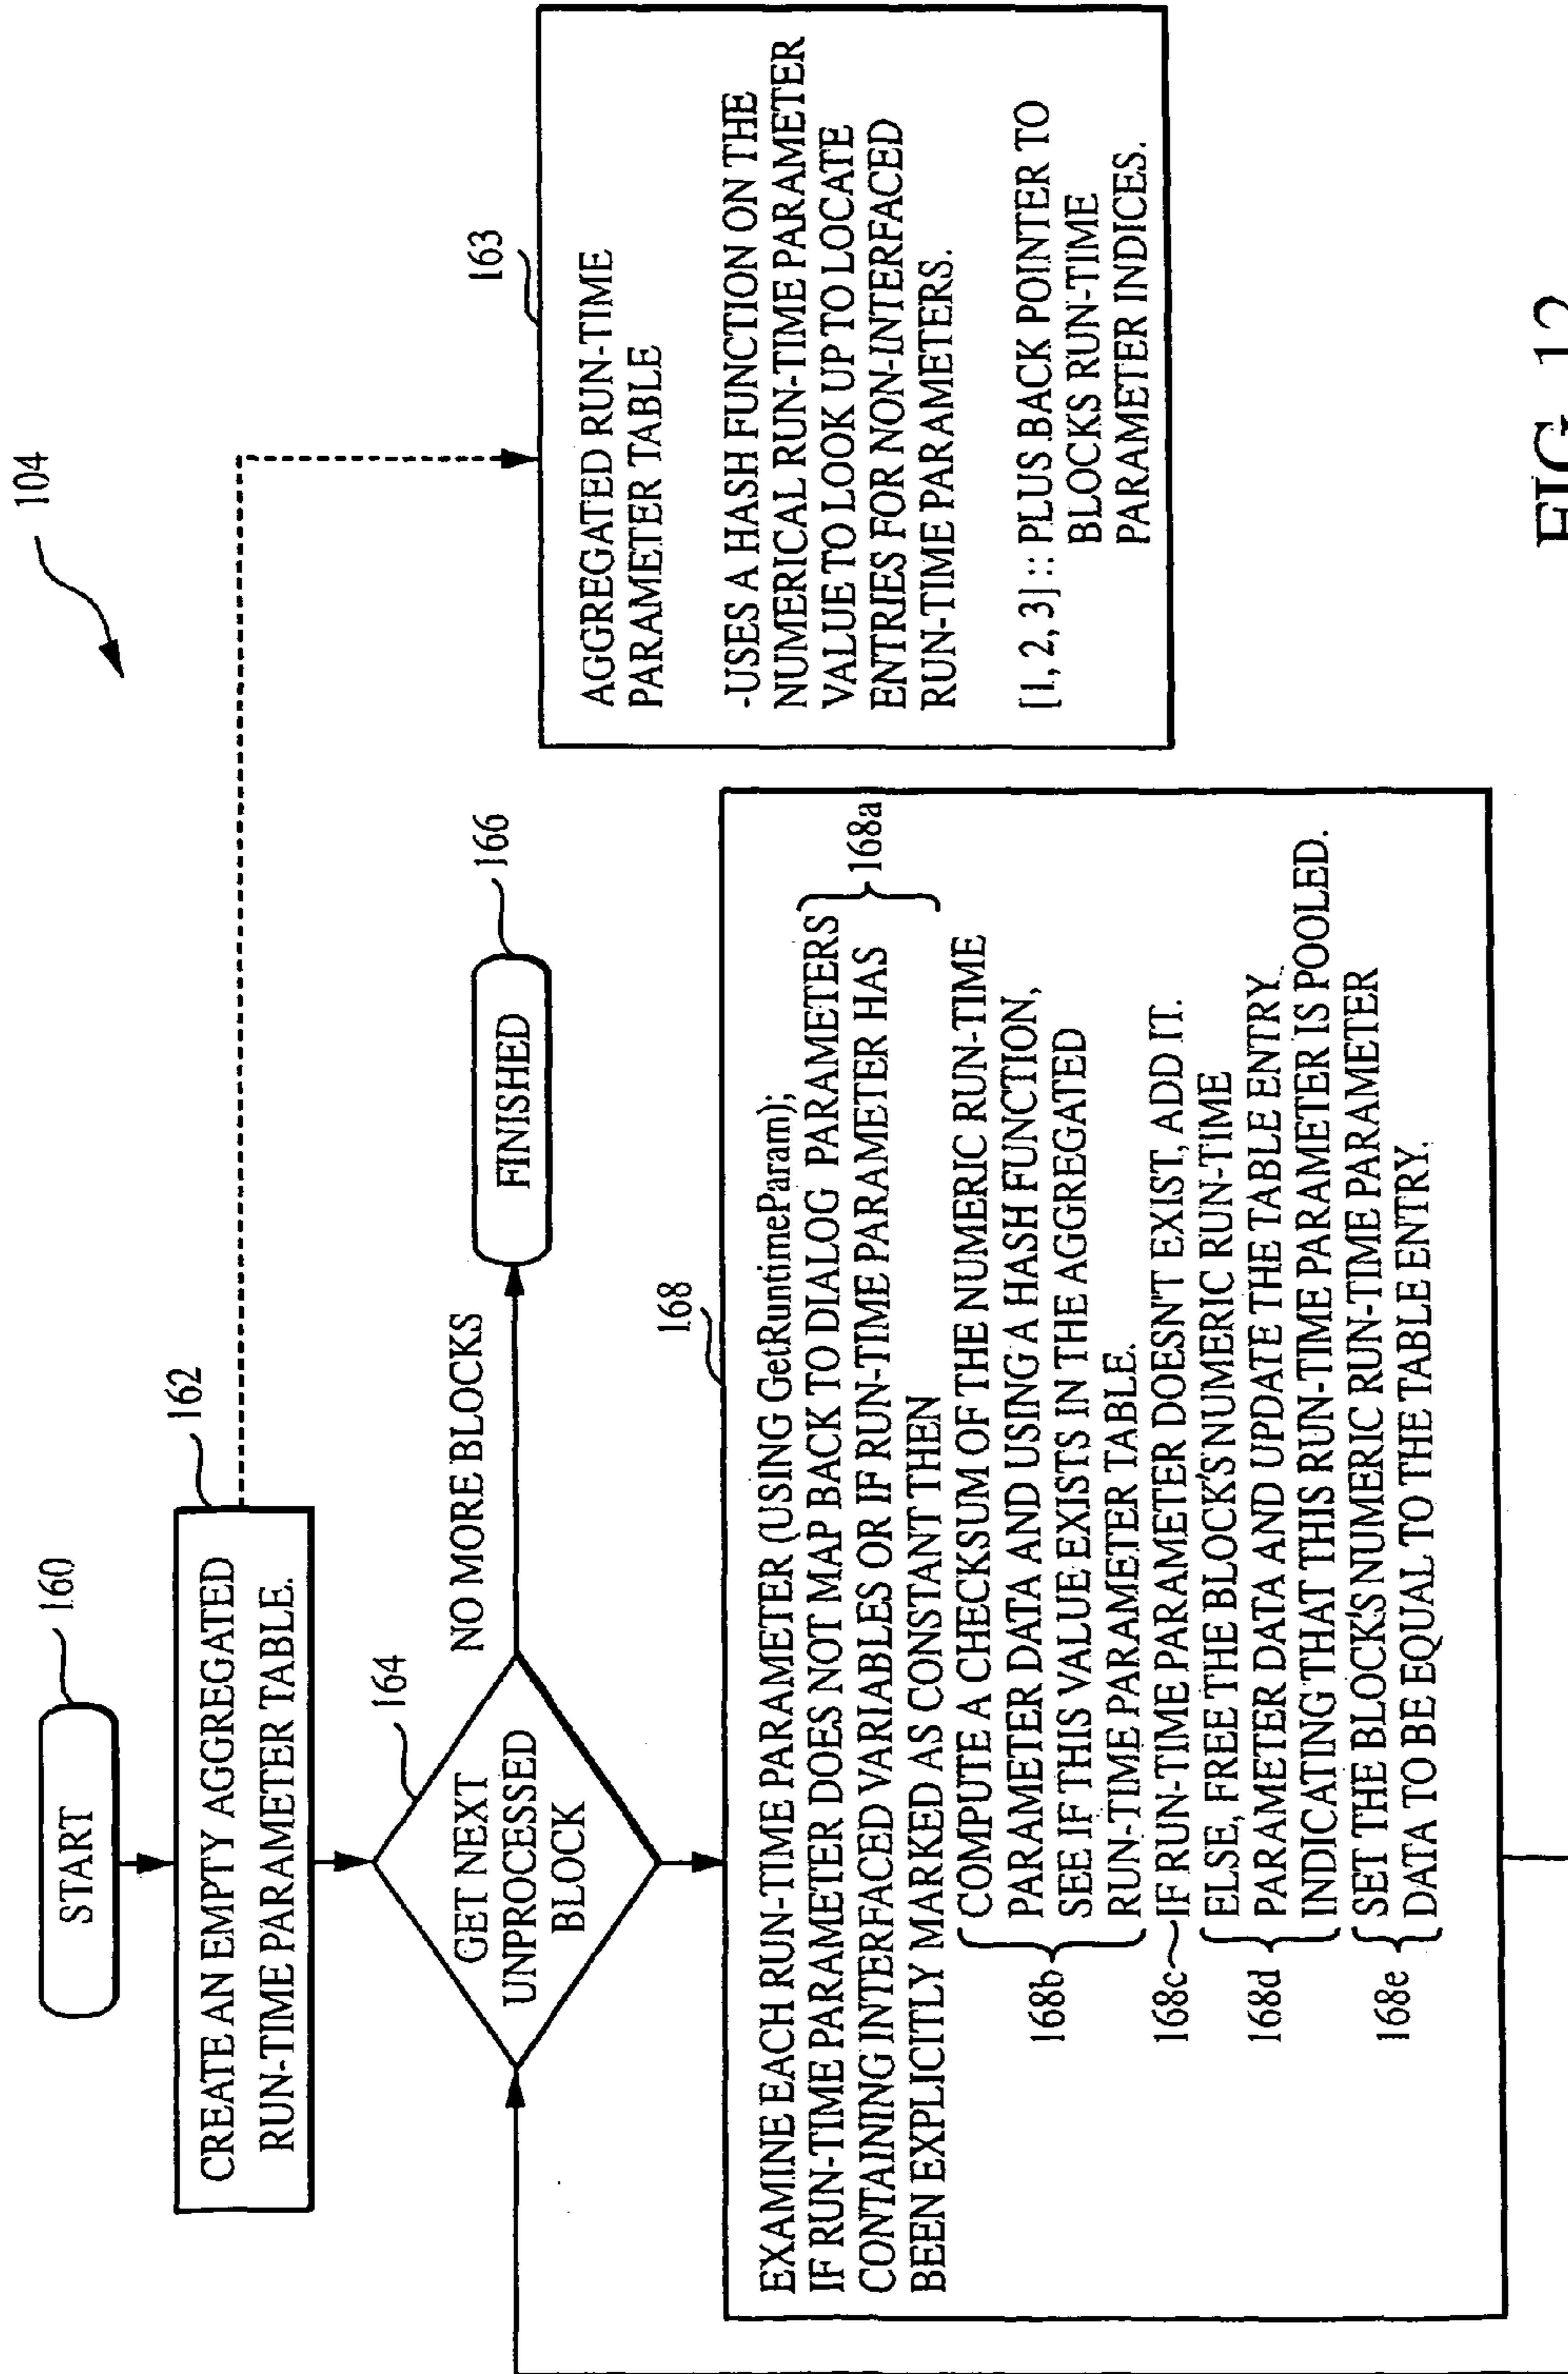 104
START
160
CREATE AN EMPTY AGGREGATED
RUN-TIME PARAMETER TABLE.
162
GET NEXT
UNPROCESSED
BLOCK
164
NO MORE BLOCKS
FINISHED
166
163
AGGREGATED RUN-TIME
PARAMETER TABLE
-USES A HASH FUNCTION ON THE
NUMERICAL RUN-TIME PARAMETER
VALUE TO LOOK UP TO LOCATE
ENTRIES FOR NON-INTERFACED
RUN-TIME PARAMETERS.
[1, 2, 3] :: PLUS BACK POINTER TO
BLOCKS RUN-TIME
PARAMETER INDICES.
168
EXAMINE EACH RUN-TIME PARAMETER (USING GetRuntimeParam);
IF RUN-TIME PARAMETER DOES NOT MAP BACK TO DIALOG PARAMETERS
CONTAINING INTERFACED VARIABLES OR IF RUN-TIME PARAMETER HAS
BEEN EXPLICITLY MARKED AS CONSTANT THEN
168a
COMPUTE A CHECKSUM OF THE NUMERIC RUN-TIME
PARAMETER DATA AND USING A HASH FUNCTION,
SEE IF THIS VALUE EXISTS IN THE AGGREGATED
RUN-TIME PARAMETER TABLE.
168b
168c IF RUN-TIME PARAMETER DOESN'T EXIST, ADD IT.
ELSE, FREE THE BLOCK'S NUMERIC RUN-TIME
PARAMETER DATA AND UPDATE THE TABLE ENTRY
INDICATING THAT THIS RUN-TIME PARAMETER IS POOLED.
168d
SET THE BLOCK'S NUMERIC RUN-TIME PARAMETER
DATA TO BE EQUAL TO THE TABLE ENTRY.
168e
FIG. 12